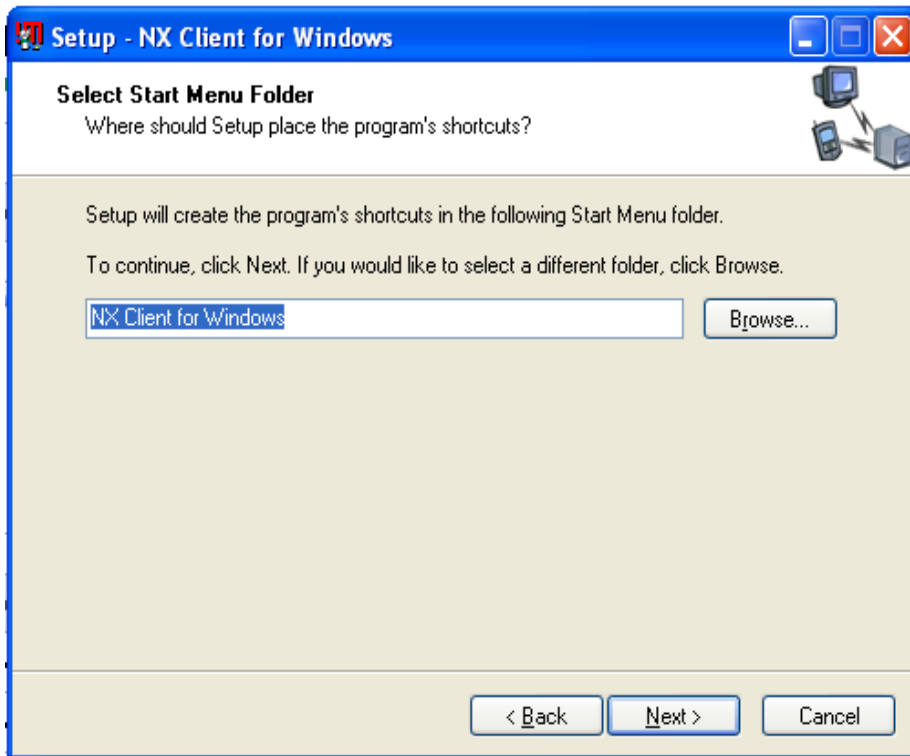 Setup - NX Client for Windows
Select Start Menu Folder
Where should Setup place the program's shortcuts?
Setup will create the program's shortcuts in the following Start Menu folder.
To continue, click Next. If you would like to select a different folder, click Browse.
NX Client for Windows
Browse...
< Back
Next >
Cancel